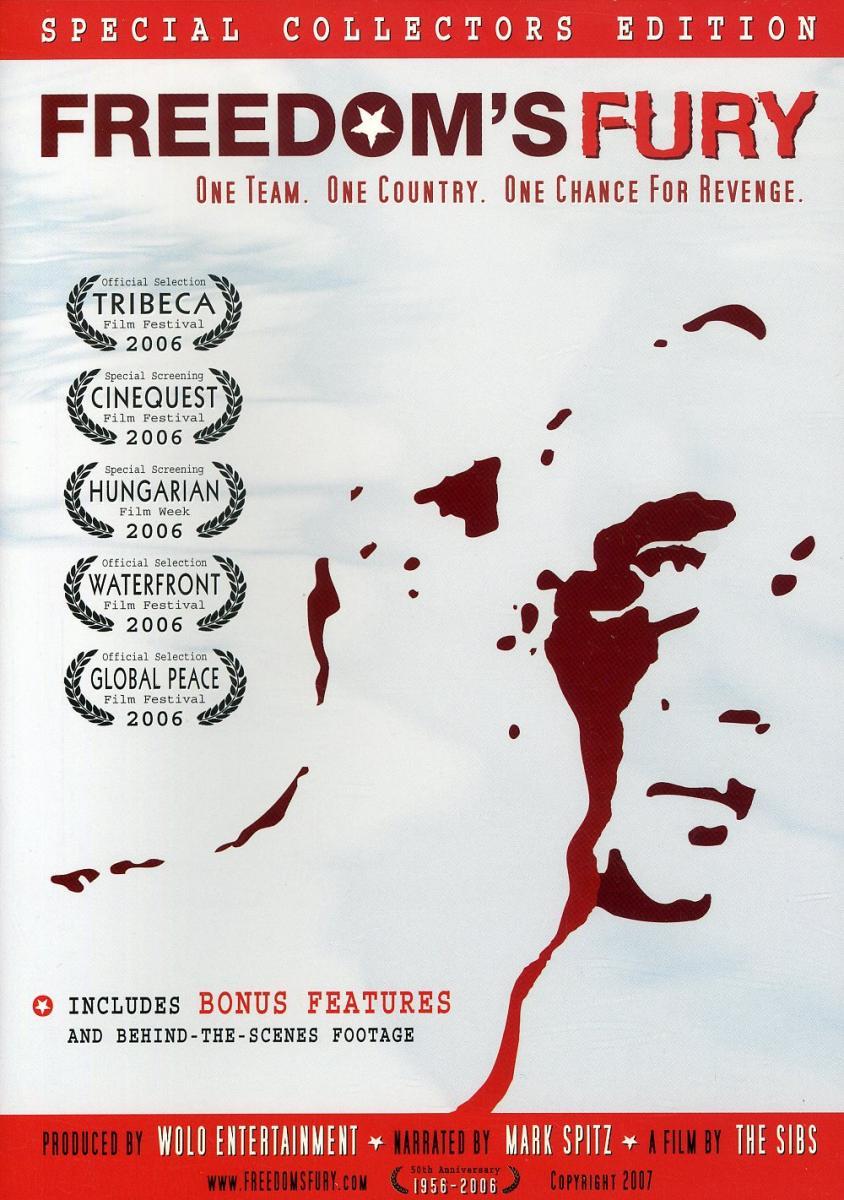 SPECIAL COLLECTORS EDITION
FREEDOM'S FURY
ONE TEAM. ONE COUNTRY. ONE CHANCE FOR REVENGE.
Official Selection
TRIBECA
Film Festival
2006
Special Screening
CINEQUEST
Film Festival
2006
Special Screening
HUNGARIAN
Film Week
2006
Official Selection
WATERFRONT
Film Festival
2006
Official Selection
GLOBAL PEACE
Film Festival
2006
INCLUDES BONUS FEATURES
AND BEHIND-THE-SCENES FOOTAGE
PRODUCED BY WOLO ENTERTAINMENT ★ NARRATED BY MARK SPITZ ★ A FILM BY THE SIBS
WWW.FREEDOMSFURY.COM
50th Anniversary
1956-2006
COPYRIGHT 2007